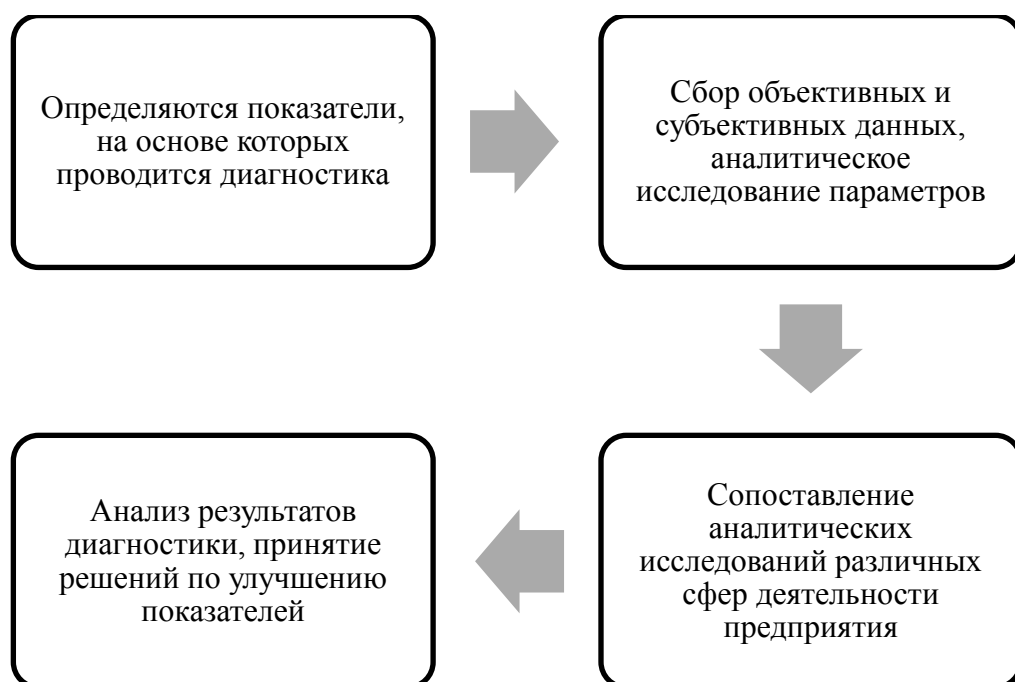 Определяются показатели,
на основе которых
проводится диагностика
Сбор объективных и
субъективных данных,
аналитическое
исследование параметров
Сопоставление
аналитических
исследований различных
сфер деятельности
предприятия
Анализ результатов
диагностики, принятие
решений по улучшению
показателей